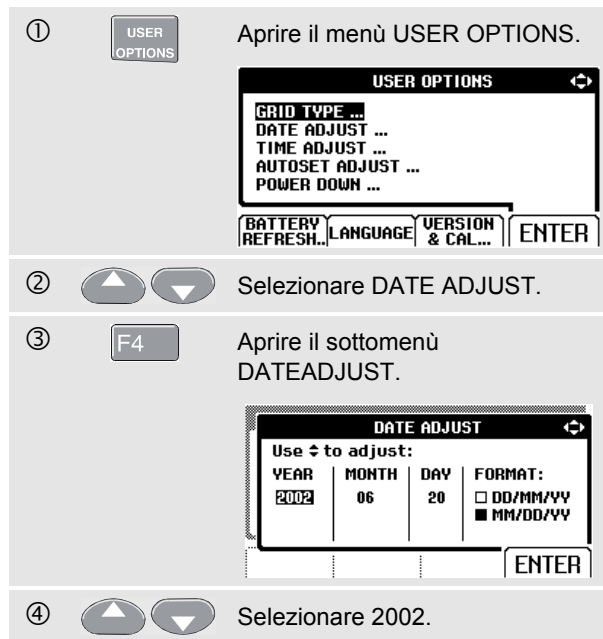 ① USER OPTIONS Aprire il menù USER OPTIONS.
USER OPTIONS
GRID TYPE ...
DATE ADJUST ...
TIME ADJUST ...
AUTOSET ADJUST ...
POWER DOWN ...
BATTERY REFRESH.. LANGUAGE VERSION & CAL... ENTER
② Selezionare DATE ADJUST.
③ F4 Aprire il sottomenù
DATEADJUST.
DATE ADJUST
Use ⬍ to adjust:
YEAR MONTH DAY FORMAT:
2002 06 20 □ DD/MM/YY
■ MM/DD/YY
ENTER
④ Selezionare 2002.